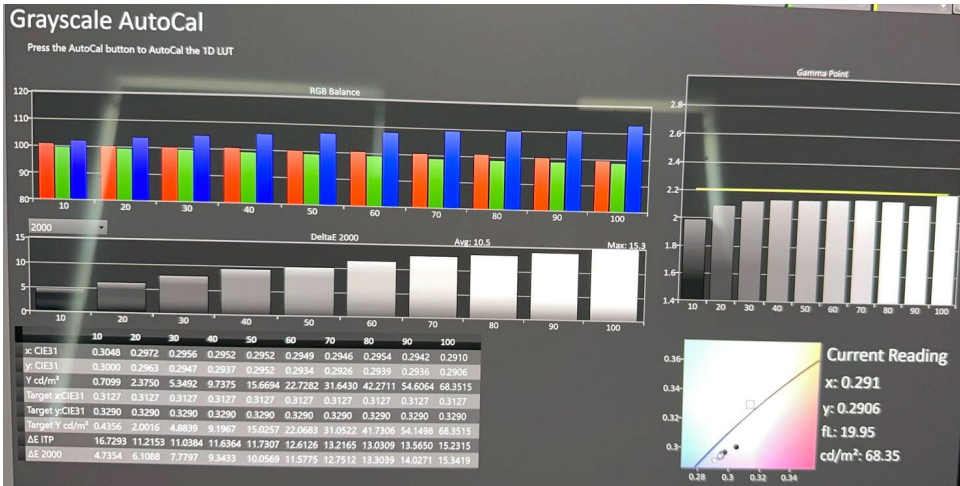 Grayscale AutoCal
Press the AutoCal button to AutoCal the 1D LUT
RGB Balance
120
110
100
90
80
10 20 30 40 50 60 70 80 90 100
2000
DeltaE 2000 Avg: 10.5 Max: 15.3
15
10
5
0
10 20 30 40 50 60 70 80 90 100
Gamma Point
2.8
2.6
2.4
2.2
2
1.8
1.6
1.4
10 20 30 40 50 60 70 80 90 100
10 20 30 40 50 60 70 80 90 100
x: CIE31 0.3048 0.2972 0.2956 0.2952 0.2952 0.2949 0.2946 0.2954 0.2942 0.2910
y: CIE31 0.3000 0.2963 0.2947 0.2937 0.2952 0.2934 0.2926 0.2939 0.2936 0.2906
Y cd/m² 0.7099 2.3750 5.3492 9.7375 15.6694 22.7282 31.6430 42.2711 54.6064 68.3515
Target x:CIE31 0.3127 0.3127 0.3127 0.3127 0.3127 0.3127 0.3127 0.3127 0.3127 0.3127
Target y:CIE31 0.3290 0.3290 0.3290 0.3290 0.3290 0.3290 0.3290 0.3290 0.3290 0.3290
Target Y cd/m² 0.4356 2.0016 4.8839 9.1967 15.0257 22.0683 31.0522 41.7306 54.1498 68.3515
ΔE ITP 16.7293 11.2153 11.0384 11.6364 11.7307 12.6126 13.2165 13.0309 13.5650 15.2315
ΔE 2000 4.7354 6.1088 7.7797 9.3433 10.0569 11.5775 12.7512 13.3039 14.0271 15.3419
0.36
0.34
0.32
0.3
0.28 0.3 0.32 0.34
Current Reading
x: 0.291
y: 0.2906
fL: 19.95
cd/m²: 68.35